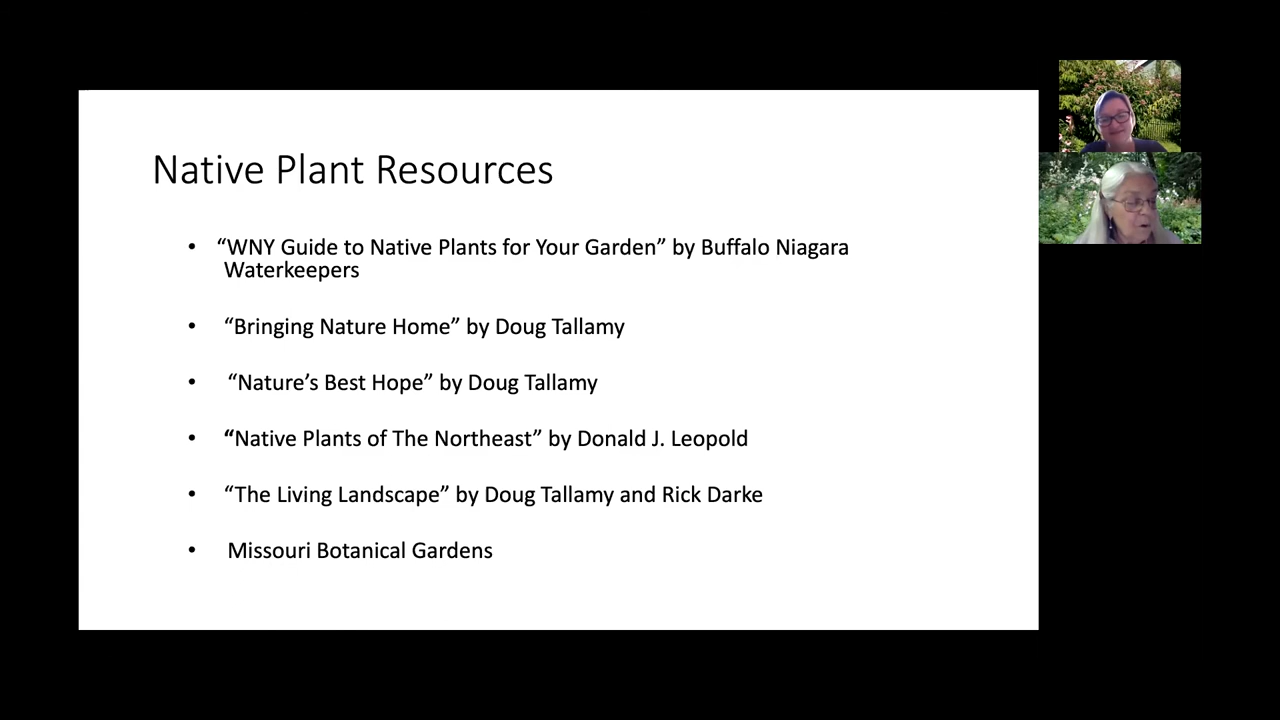 Native Plant Resources
• “WNY Guide to Native Plants for Your Garden” by Buffalo Niagara
Waterkeepers
• “Bringing Nature Home” by Doug Tallamy
• “Nature’s Best Hope” by Doug Tallamy
• “Native Plants of The Northeast” by Donald J. Leopold
• “The Living Landscape” by Doug Tallamy and Rick Darke
• Missouri Botanical Gardens